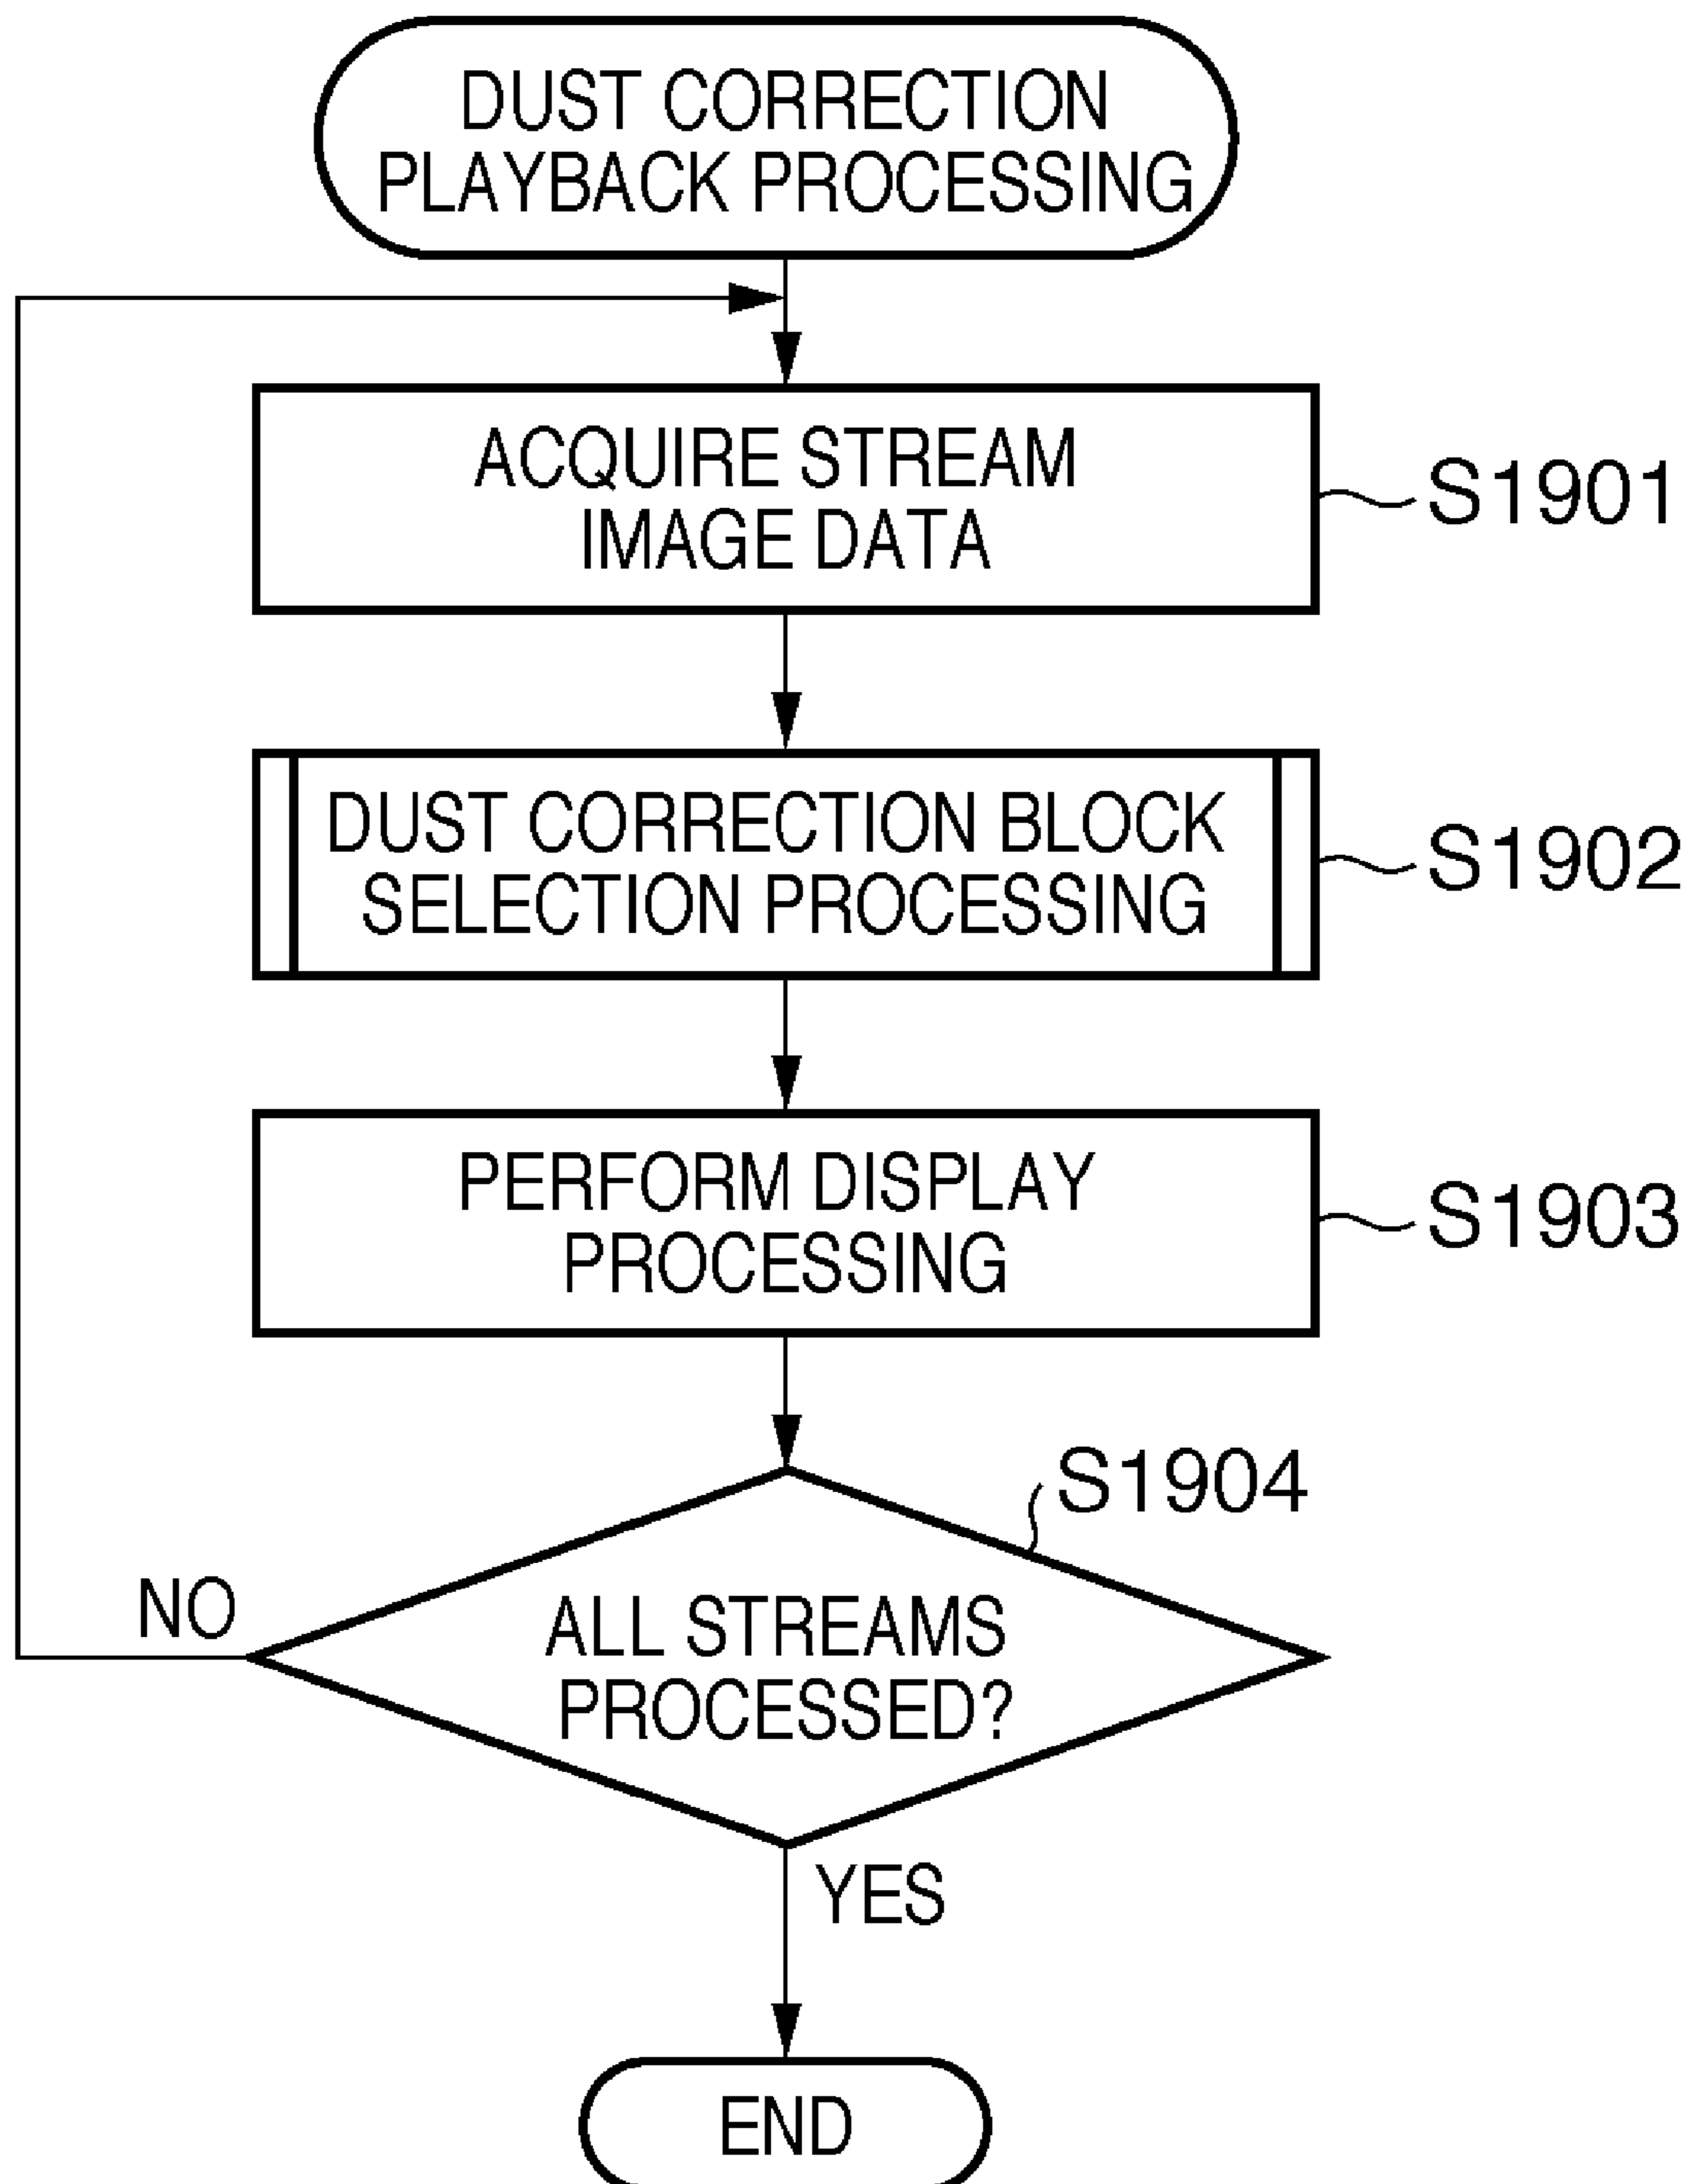 DUST CORRECTION
PLAYBACK PROCESSING
ACQUIRE STREAM
IMAGE DATA
S1901
DUST CORRECTION BLOCK
SELECTION PROCESSING
S1902
PERFORM DISPLAY
PROCESSING
S1903
S1904
ALL STREAMS
PROCESSED?
NO
YES
END